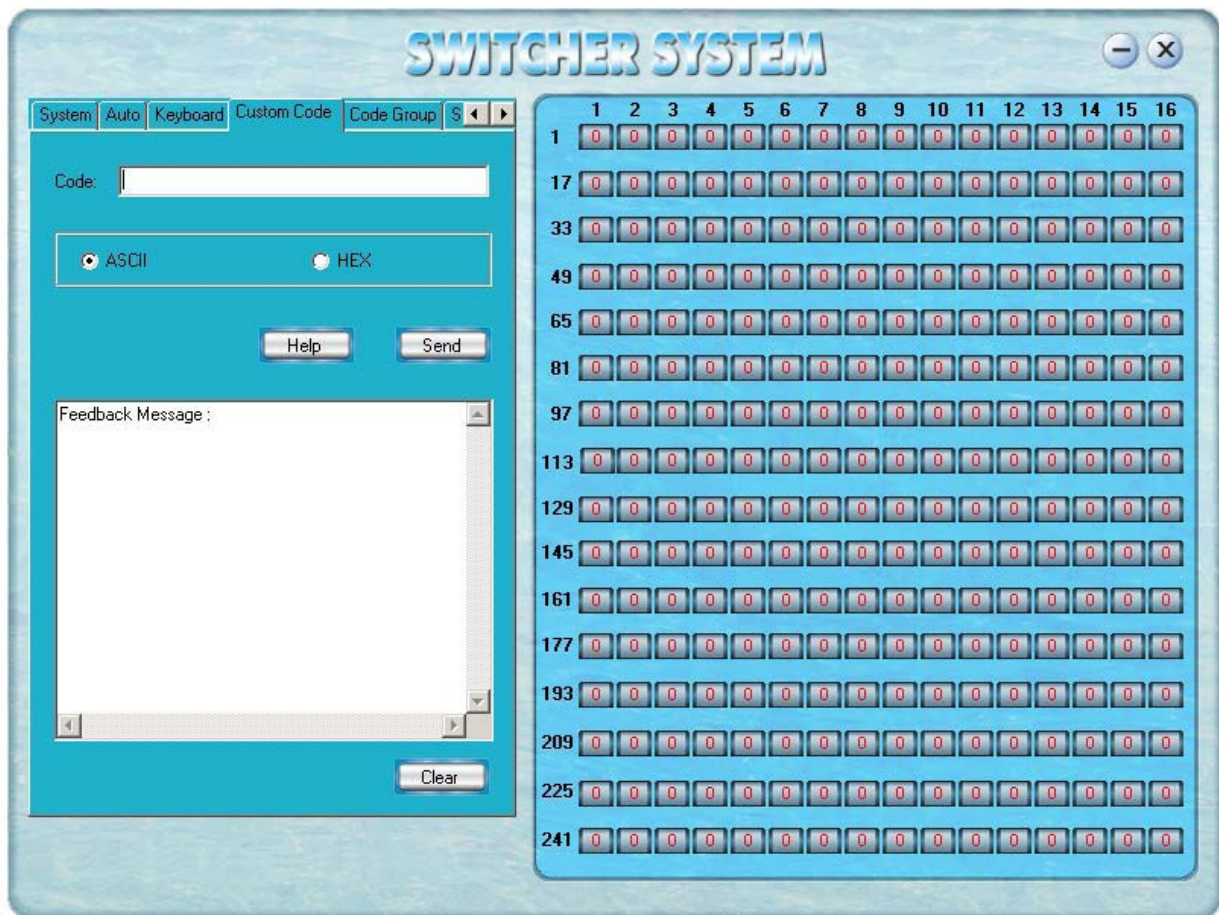 SWITCHER SYSTEM
System Auto Keyboard Custom Code Code Group S
Code:
ASCII HEX
Help Send
Feedback Message :
Clear
1 2 3 4 5 6 7 8 9 10 11 12 13 14 15 16
1 0 0 0 0 0 0 0 0 0 0 0 0 0 0 0 0
17 0 0 0 0 0 0 0 0 0 0 0 0 0 0 0 0
33 0 0 0 0 0 0 0 0 0 0 0 0 0 0 0 0
49 0 0 0 0 0 0 0 0 0 0 0 0 0 0 0 0
65 0 0 0 0 0 0 0 0 0 0 0 0 0 0 0 0
81 0 0 0 0 0 0 0 0 0 0 0 0 0 0 0 0
97 0 0 0 0 0 0 0 0 0 0 0 0 0 0 0 0
113 0 0 0 0 0 0 0 0 0 0 0 0 0 0 0 0
129 0 0 0 0 0 0 0 0 0 0 0 0 0 0 0 0
145 0 0 0 0 0 0 0 0 0 0 0 0 0 0 0 0
161 0 0 0 0 0 0 0 0 0 0 0 0 0 0 0 0
177 0 0 0 0 0 0 0 0 0 0 0 0 0 0 0 0
193 0 0 0 0 0 0 0 0 0 0 0 0 0 0 0 0
209 0 0 0 0 0 0 0 0 0 0 0 0 0 0 0 0
225 0 0 0 0 0 0 0 0 0 0 0 0 0 0 0 0
241 0 0 0 0 0 0 0 0 0 0 0 0 0 0 0 0